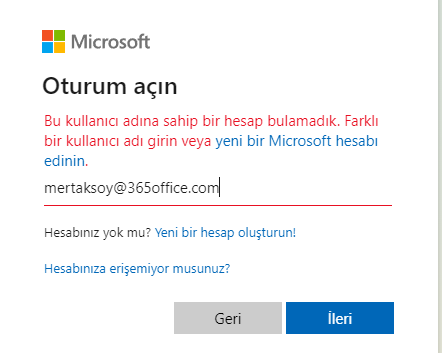 Microsoft
Oturum açın
Bu kullanıcı adına sahip bir hesap bulamadık. Farklı
bir kullanıcı adı girin veya yeni bir Microsoft hesabı
edinin.
mertaksoy@365office.com
Hesabınız yok mu? Yeni bir hesap oluşturun!
Hesabınıza erişemiyor musunuz?
Geri
İleri